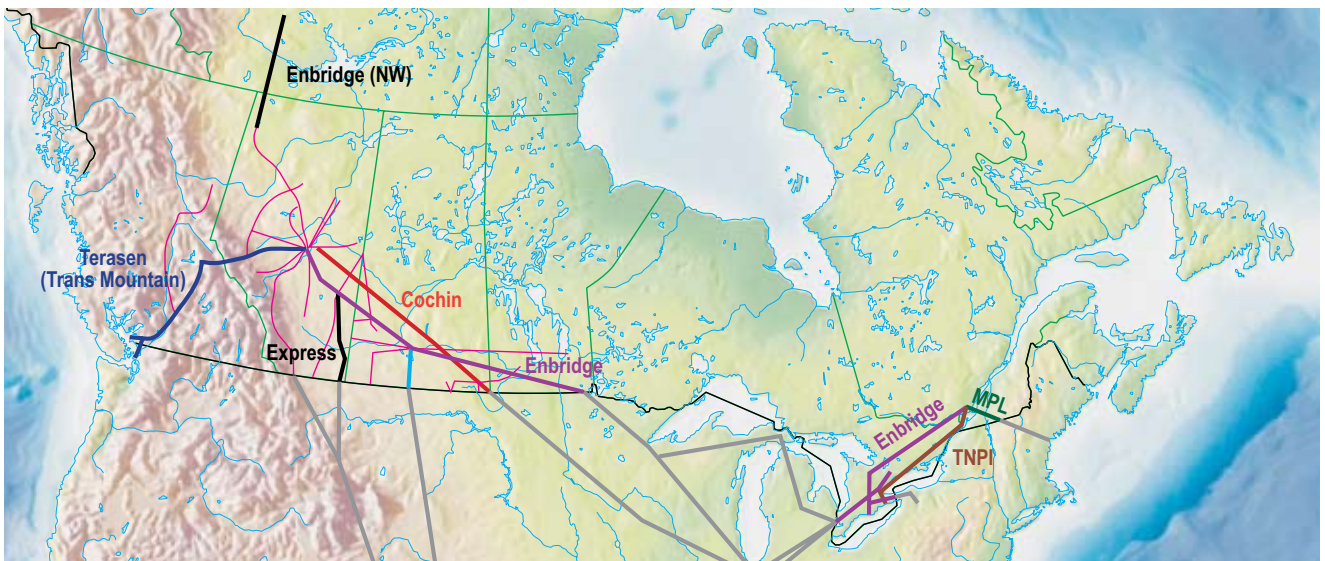 Enbridge (NW)
Terasen
(Trans Mountain)
Cochin
Express
Enbridge
Enbridge
MPL
TNPI